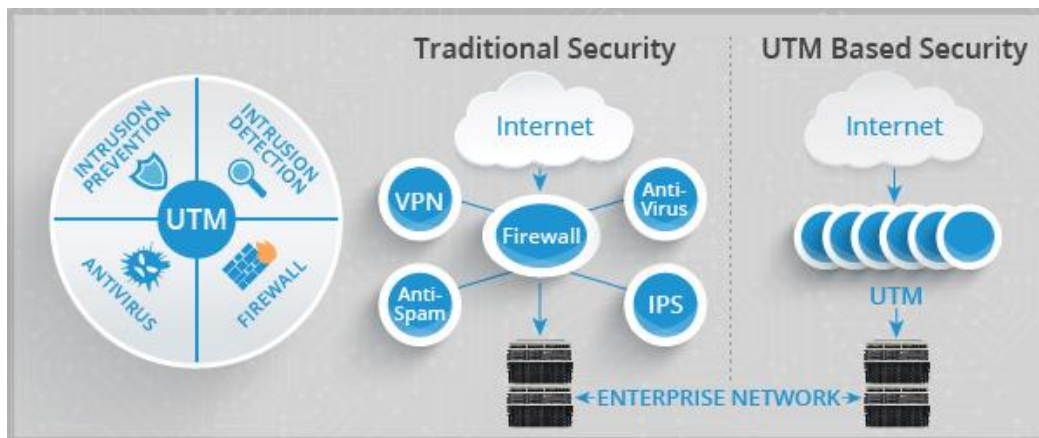 Traditional Security
UTM Based Security
INTRUSION
PREVENTION
INTRUSION
DETECTION
UTM
ANTIVIRUS
FIREWALL
Internet
VPN
Anti-
Virus
Firewall
Anti-
Spam
IPS
Internet
UTM
ENTERPRISE NETWORK